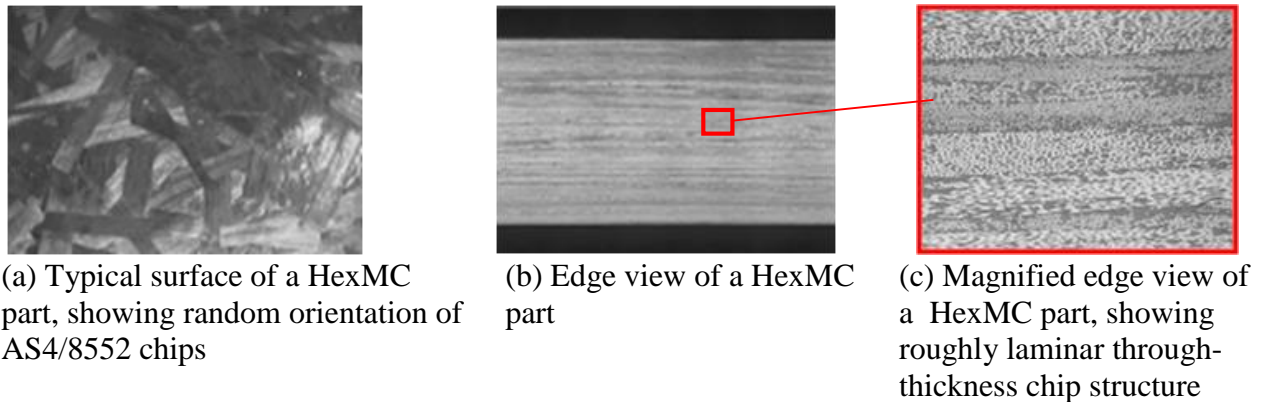 (a) Typical surface of a HexMC
part, showing random orientation of
AS4/8552 chips
(b) Edge view of a HexMC
part
(c) Magnified edge view of
a  HexMC part, showing
roughly laminar through-
thickness chip structure